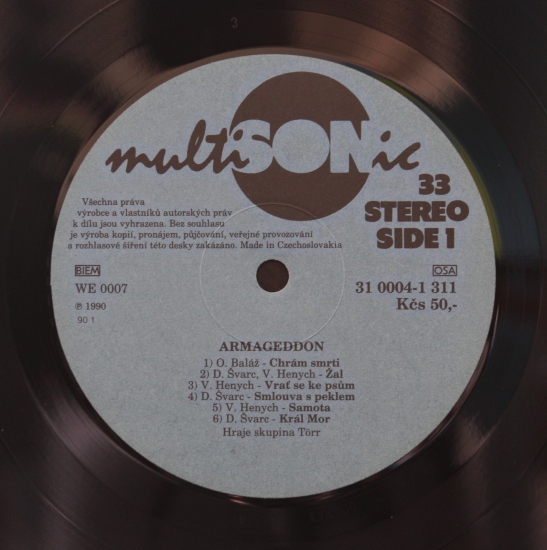 3
multiSONic
33
STEREO
SIDE 1
Všechna práva
výrobce a vlastníků autorských práv
k dílu jsou vyhrazena. Bez souhlasu
je výroba kopií, pronájem, půjčování, veřejné provozování
a rozhlasové šíření této desky zakázáno. Made in Czechoslovakia
BIEM
OSA
WE 0007
31 0004-1 311
℗ 1990
Kčs 50,-
90 1
ARMAGEDDON
1) O. Baláž - Chrám smrti
2) D. Švarc, V. Henych - Žal
3) V. Henych - Vrať se ke psům
4) D. Švarc - Smlouva s peklem
5) V. Henych - Samota
6) D. Švarc - Král Mor
Hraje skupina Törr